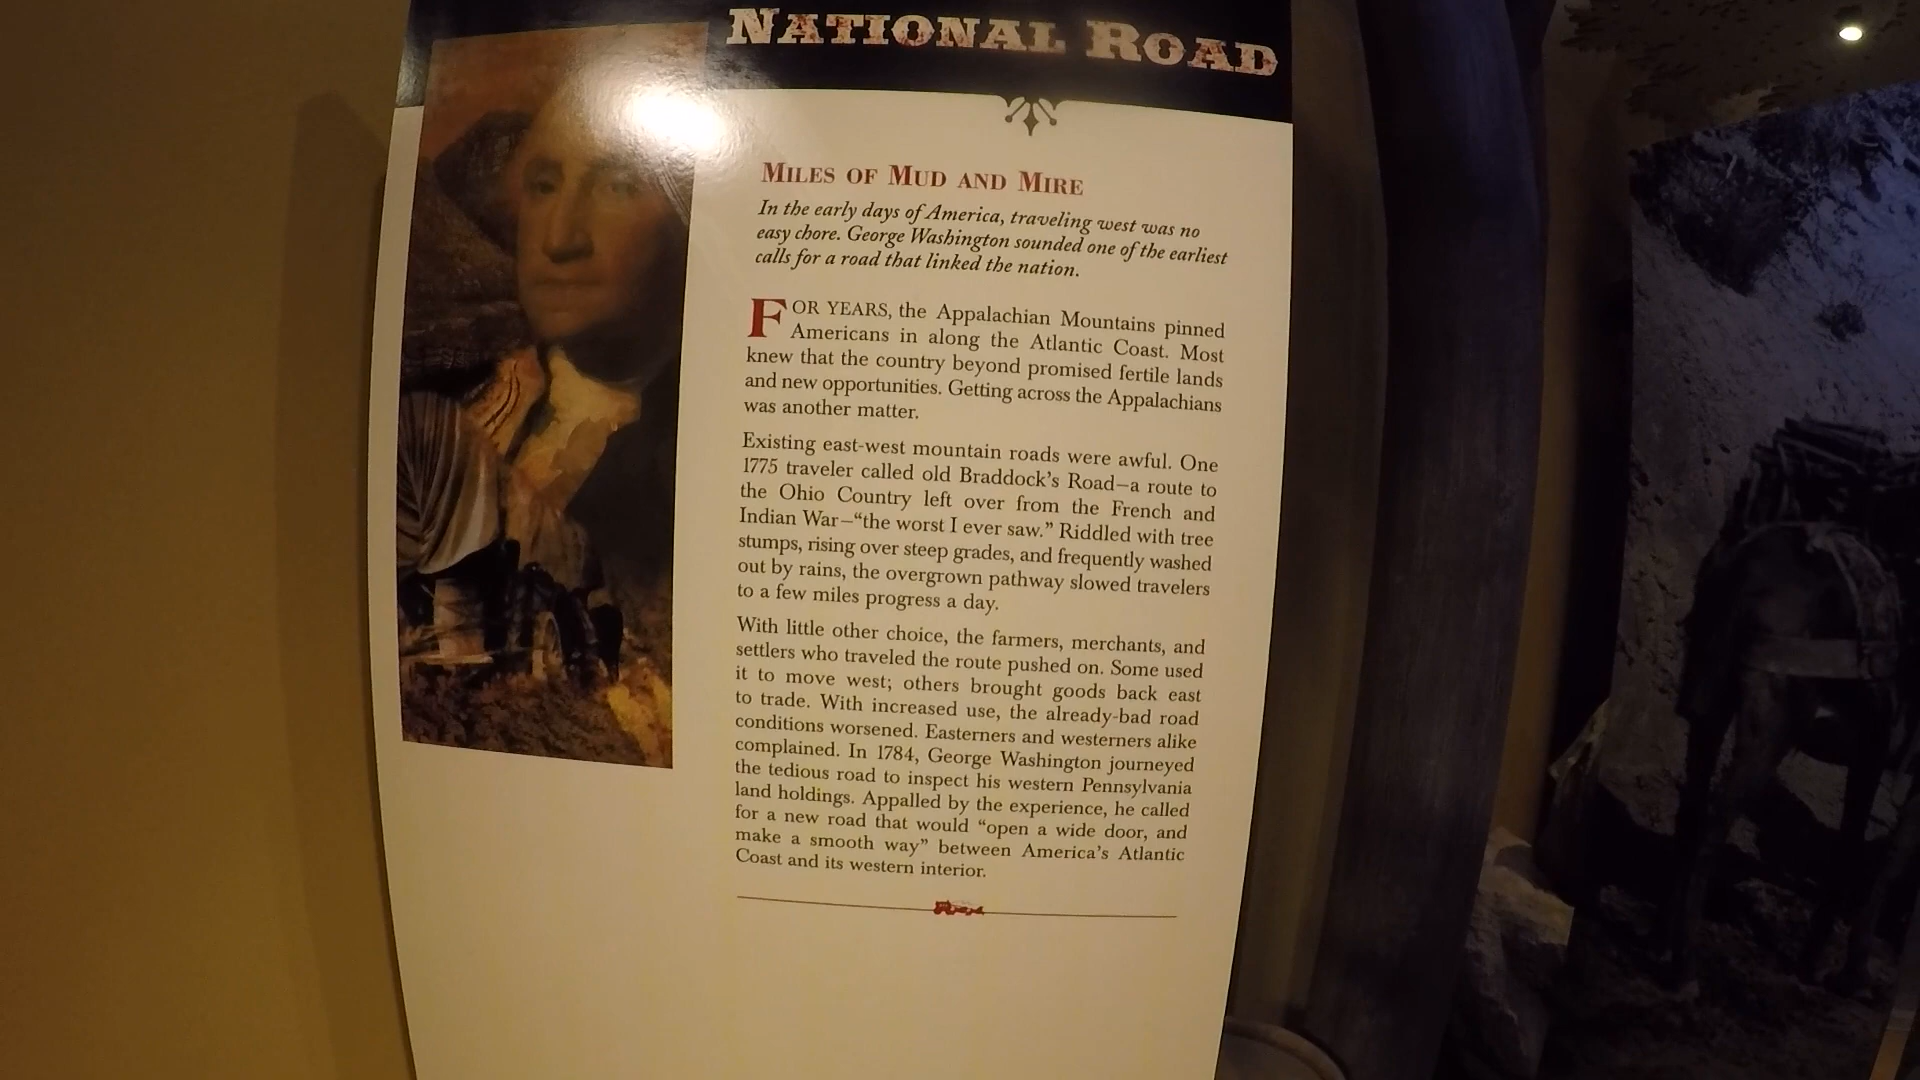 NATIONAL ROAD
MILES OF MUD AND MIRE
In the early days of America, traveling west was no
easy chore. George Washington sounded one of the earliest
calls for a road that linked the nation.
FOR YEARS, the Appalachian Mountains pinned
Americans in along the Atlantic Coast. Most
knew that the country beyond promised fertile lands
and new opportunities. Getting across the Appalachians
was another matter.
Existing east-west mountain roads were awful. One
1775 traveler called old Braddock's Road—a route to
the Ohio Country left over from the French and
Indian War—“the worst I ever saw.” Riddled with tree
stumps, rising over steep grades, and frequently washed
out by rains, the overgrown pathway slowed travelers
to a few miles progress a day.
With little other choice, the farmers, merchants, and
settlers who traveled the route pushed on. Some used
it to move west; others brought goods back east
to trade. With increased use, the already-bad road
conditions worsened. Easterners and westerners alike
complained. In 1784, George Washington journeyed
the tedious road to inspect his western Pennsylvania
land holdings. Appalled by the experience, he called
for a new road that would “open a wide door, and
make a smooth way” between America's Atlantic
Coast and its western interior.